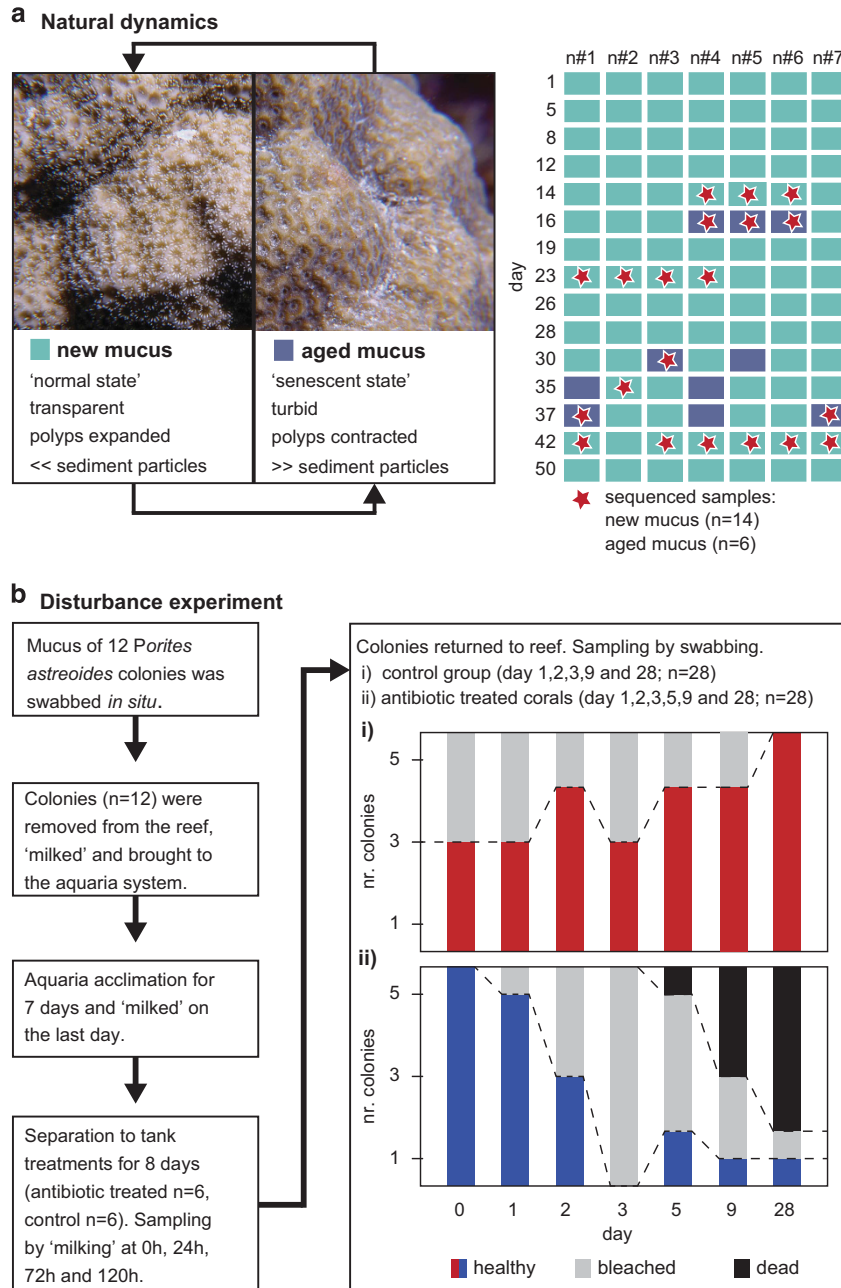 a Natural dynamics
new mucus
'normal state'
transparent
polyps expanded
<< sediment particles
aged mucus
'senescent state'
turbid
polyps contracted
>> sediment particles
n#1 n#2 n#3 n#4 n#5 n#6 n#7
day
1
5
8
12
14
16
19
23
26
28
30
35
37
42
50
sequenced samples:
new mucus (n=14)
aged mucus (n=6)
b Disturbance experiment
Mucus of 12 Porites
astreoides colonies was
swabbed in situ.
Colonies (n=12) were
removed from the reef,
'milked' and brought to
the aquaria system.
Aquaria acclimation for
7 days and 'milked' on
the last day.
Separation to tank
treatments for 8 days
(antibiotic treated n=6,
control n=6). Sampling
by 'milking' at 0h, 24h,
72h and 120h.
Colonies returned to reef. Sampling by swabbing.
i) control group (day 1,2,3,9 and 28; n=28)
ii) antibiotic treated corals (day 1,2,3,5,9 and 28; n=28)
i)
nr. colonies
5
3
1
ii)
nr. colonies
5
3
1
0 1 2 3 5 9 28
day
healthy bleached dead